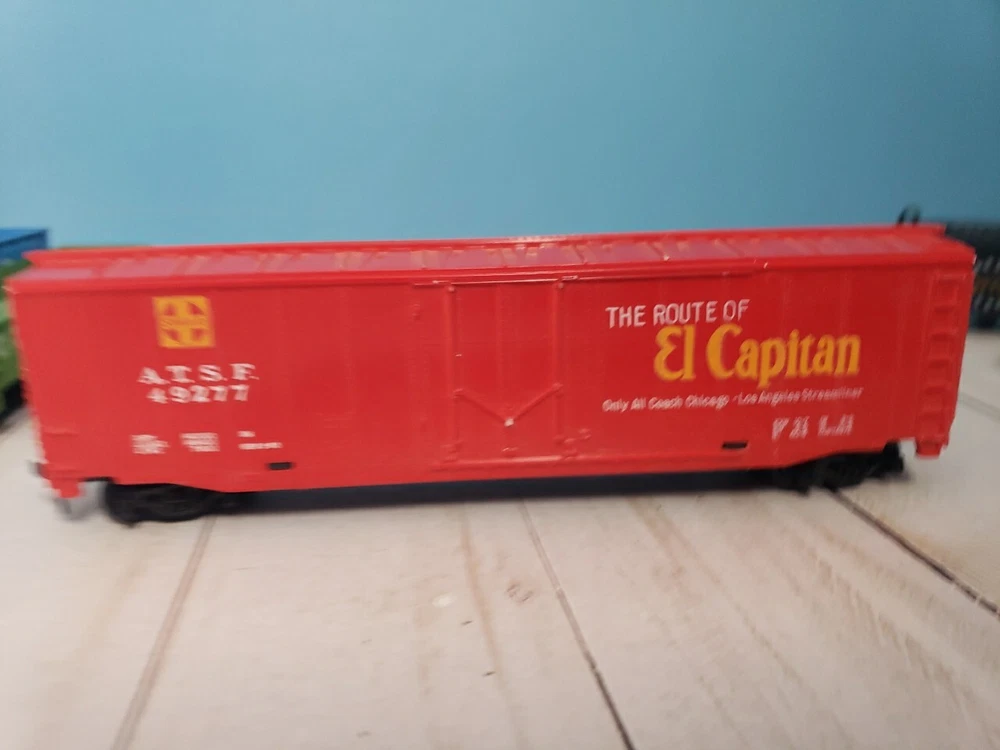 A.T.S.F.
49277
THE ROUTE OF
El Capitan
Only All Coach Chicago - Los Angeles Streamliner